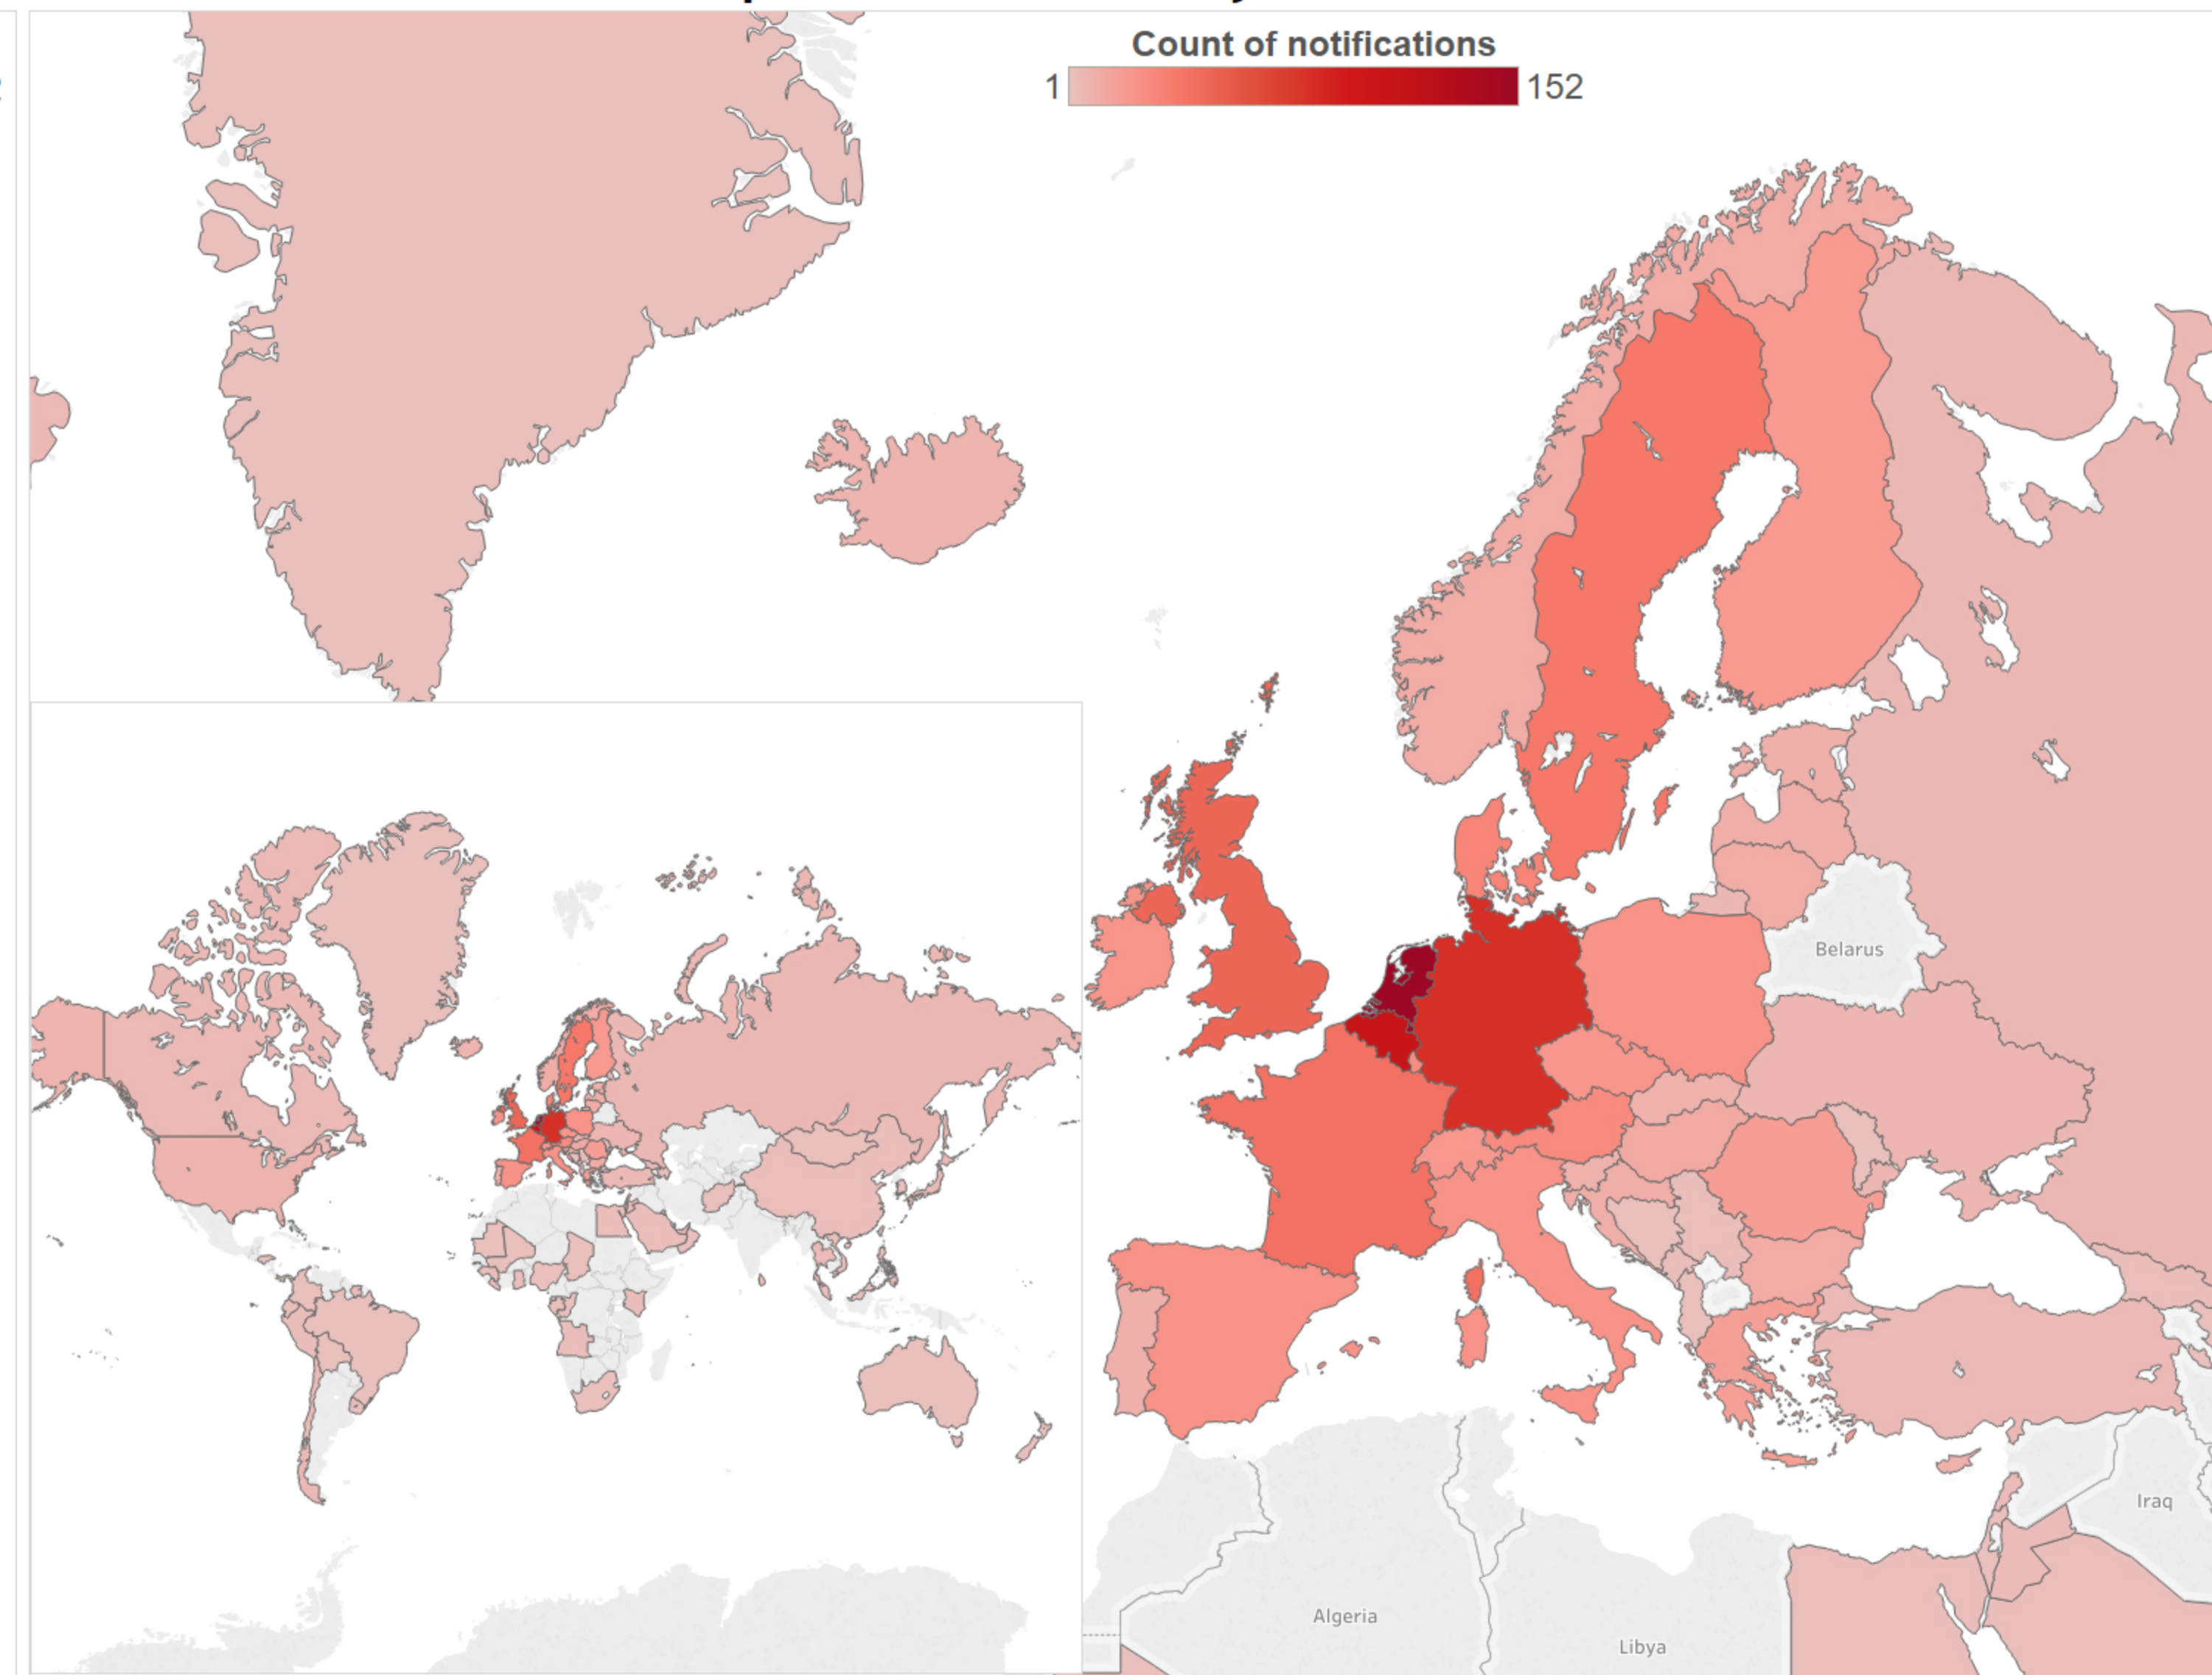 Count of notifications
1 152
Belarus
Iraq
Algeria
Libya